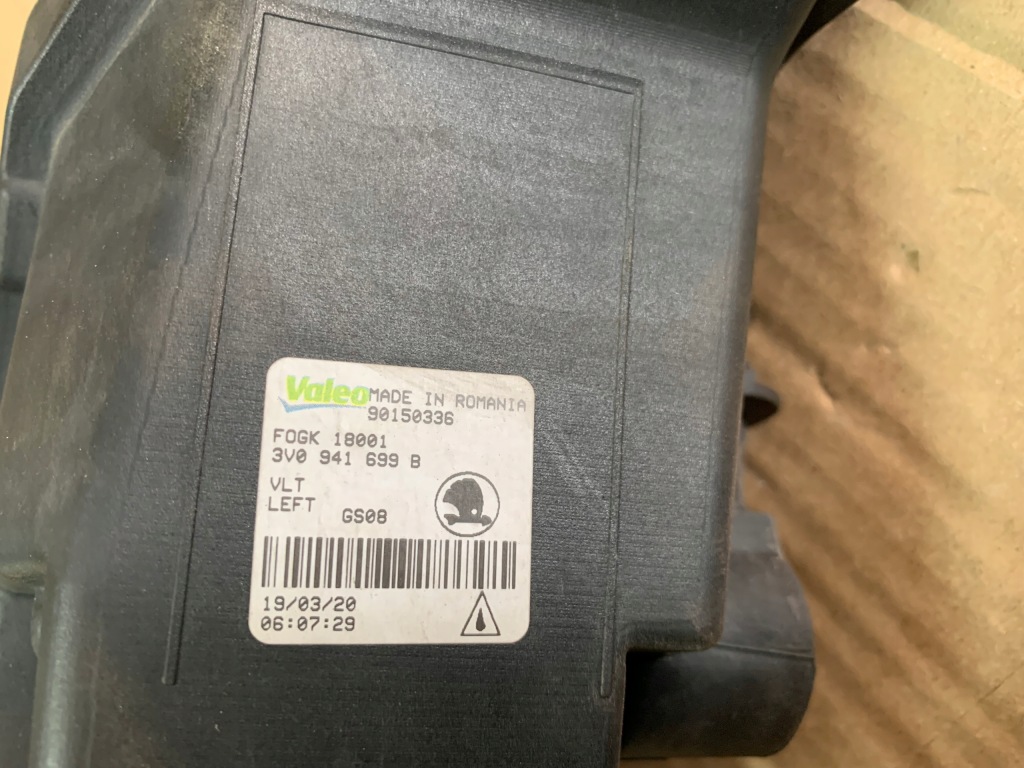 Valeo MADE IN ROMANIA
90150336
FOGK 18001
3V0 941 699 B
VLT
LEFT GS08
19/03/20
06:07:29